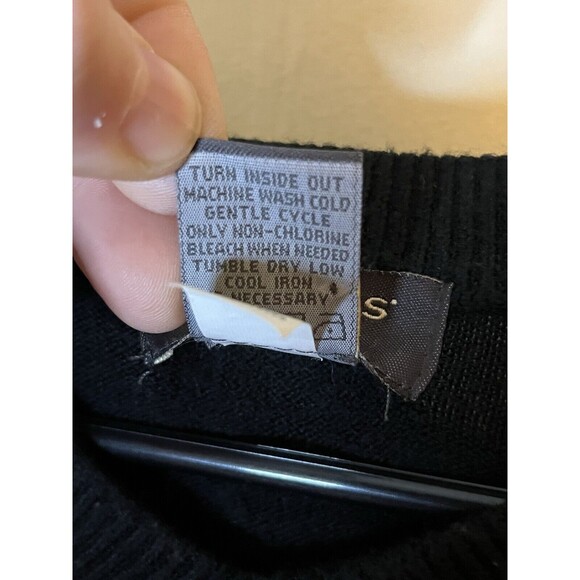 TURN INSIDE OUT
MACHINE WASH COLD
GENTLE CYCLE
ONLY NON-CHLORINE
BLEACH WHEN NEEDED
TUMBLE DRY LOW
COOL IRON
NECESSARY
S